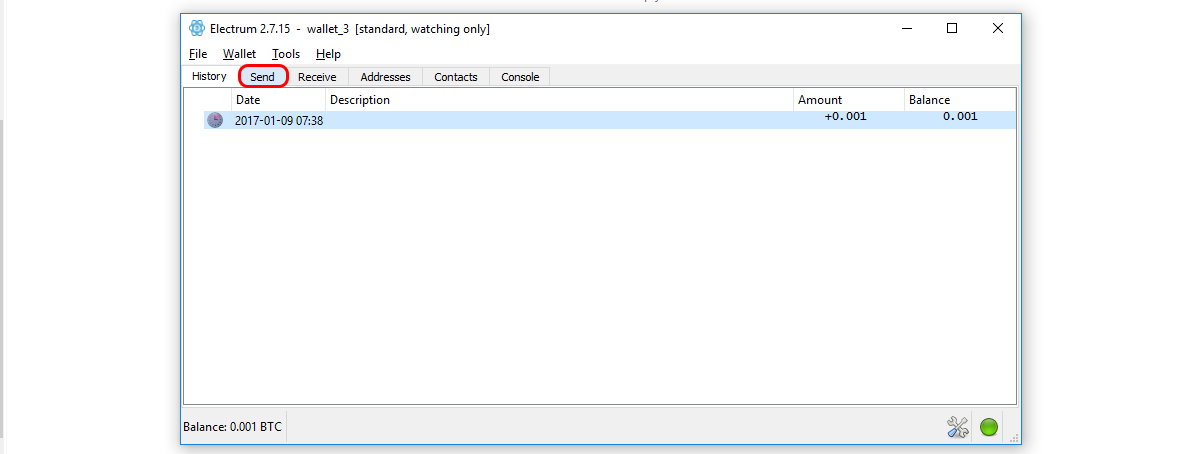 Electrum 2.7.15 - wallet_3 [standard, watching only]
File Wallet Tools Help
History Send Receive Addresses Contacts Console
Date Description Amount Balance
2017-01-09 07:38 +0.001 0.001
Balance: 0.001 BTC